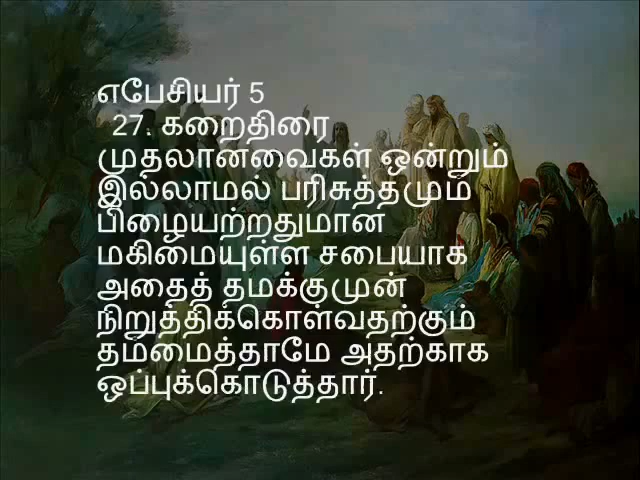 எபேசியர் 5
27. கறைதிரை
முதலானவைகள் ஒன்றும்
இல்லாமல் பரிசுத்தமும்
பிழையற்றதுமான
மகிமையுள்ள சபையாக
அதைத் தமக்குமுன்
நிறுத்திக்கொள்வதற்கும்
தம்மைத்தாமே அதற்காக
ஒப்புக்கொடுத்தார்.